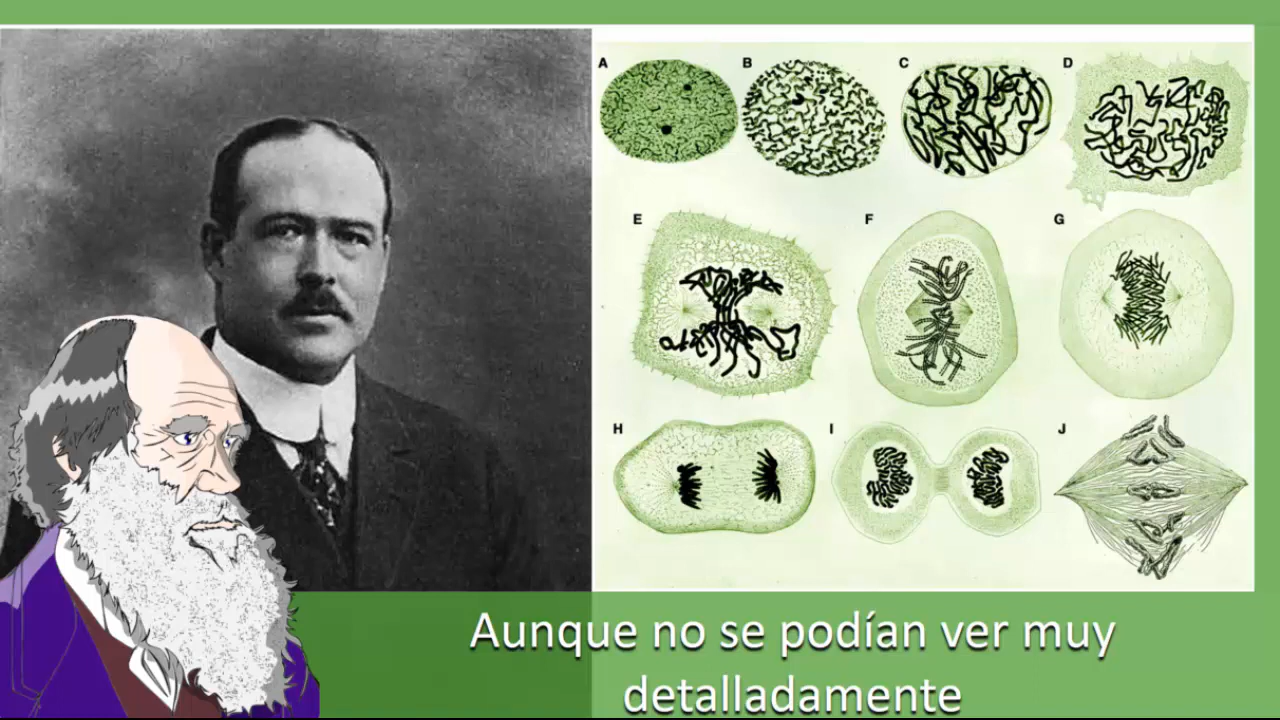 A B C D
E F G
H I J
Aunque no se podían ver muy
detalladamente